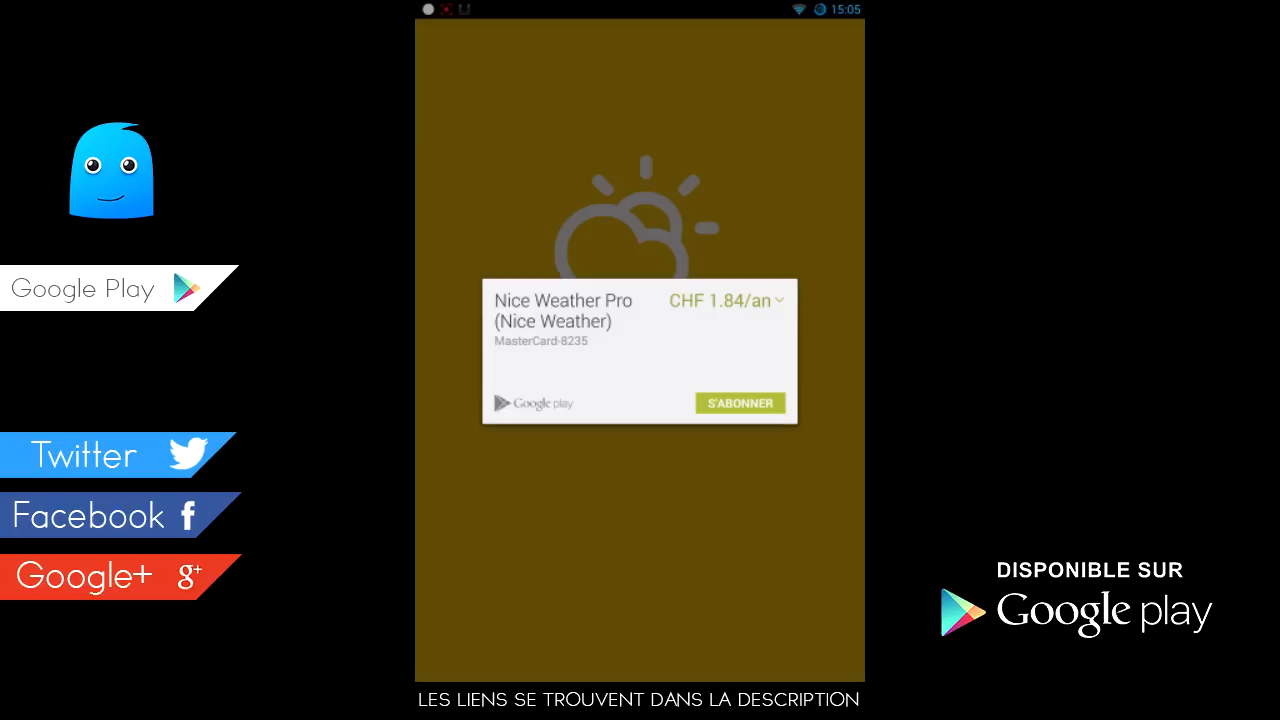 15:05
Google Play
Nice Weather Pro
(Nice Weather)
CHF 1.84/an
MasterCard-8235
Google play
S'ABONNER
Twitter
Facebook
Google+
g+
DISPONIBLE SUR
Google play
LES LIENS SE TROUVENT DANS LA DESCRIPTION